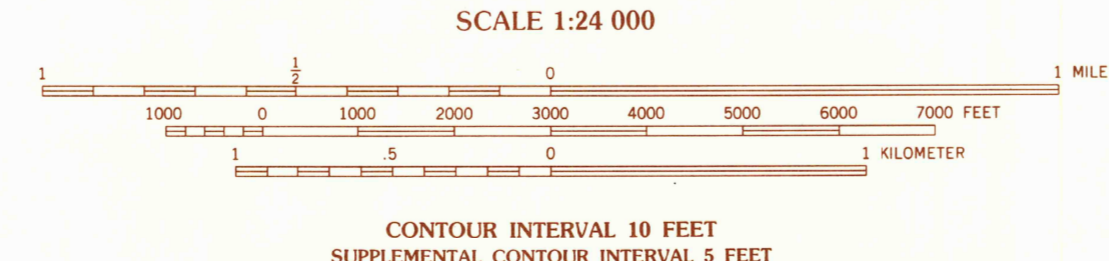 SCALE 1:24 000
1 1/2 0 1 MILE
1000 0 1000 2000 3000 4000 5000 6000 7000 FEET
1 .5 0 1 KILOMETER
CONTOUR INTERVAL 10 FEET
SUPPLEMENTAL CONTOUR INTERVAL 5 FEET